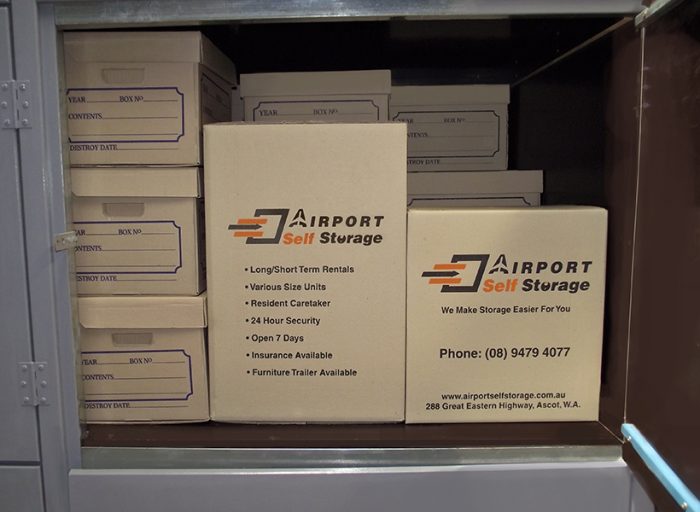 YEAR BOX NO
CONTENTS
DESTROY DATE
YEAR BOX NO
CONTENTS
DESTROY DATE
YEAR BOX NO
CONTENTS
DESTROY DATE
YEAR BOX NO.
YEAR BOX NO
CONTENTS
DESTROY DATE
AIRPORT
Self Storage
• Long/Short Term Rentals
• Various Size Units
• Resident Caretaker
• 24 Hour Security
• Open 7 Days
• Insurance Available
• Furniture Trailer Available
AIRPORT
Self Storage
We Make Storage Easier For You
Phone: (08) 9479 4077
www.airportselfstorage.com.au
288 Great Eastern Highway, Ascot, W.A.